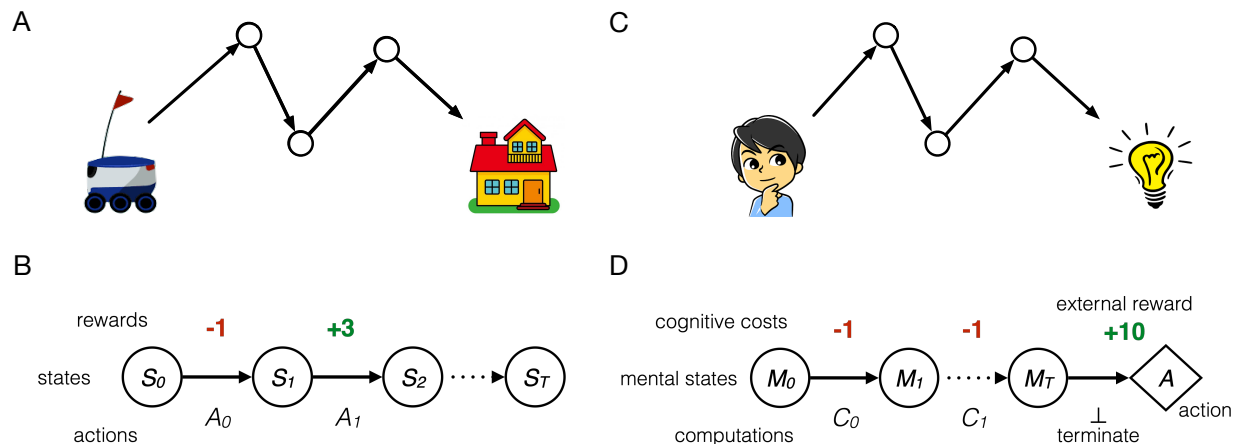 A
B
rewards
-1
+3
states
S0
S1
S2
ST
A0
A1
actions
C
D
external reward
cognitive costs
-1
-1
+10
mental states
M0
M1
MT
A
action
C0
C1
⊥
computations
terminate